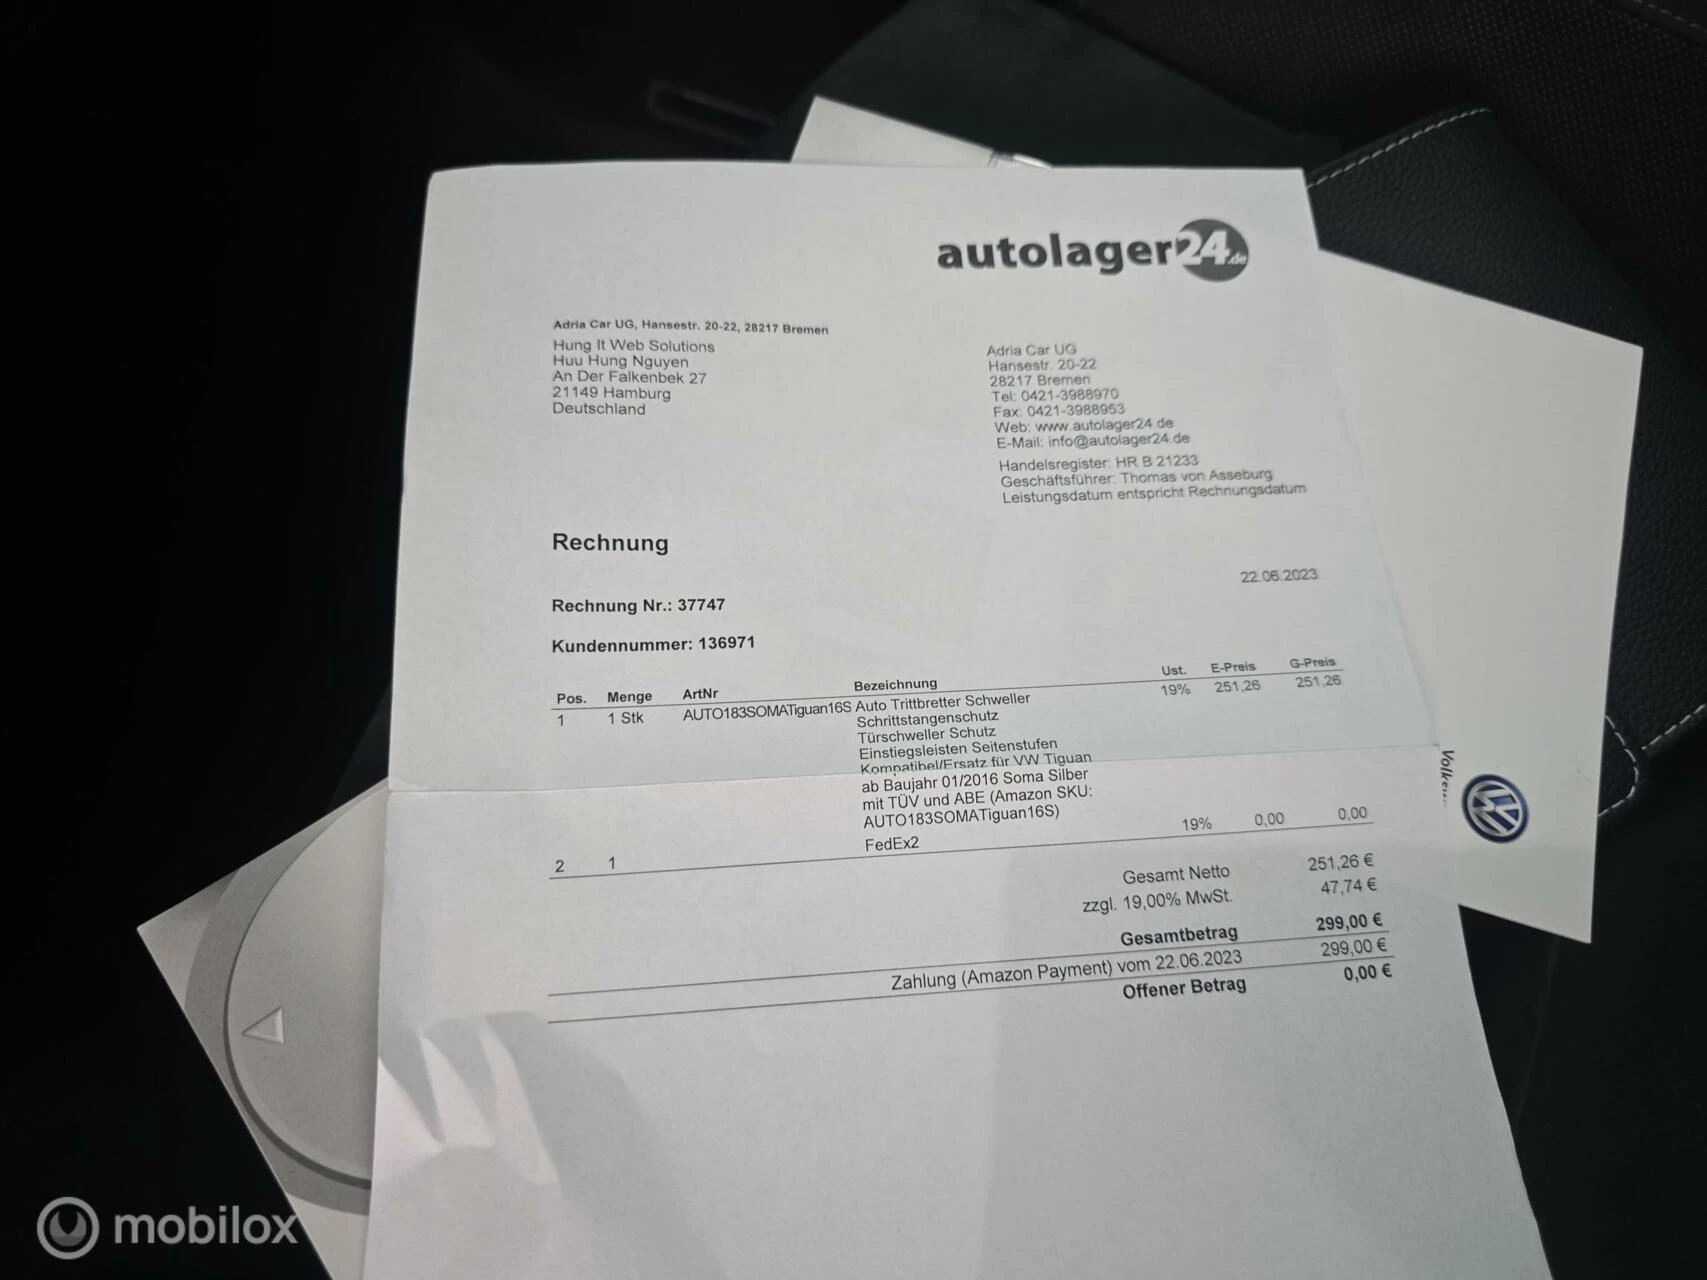 autolager24.de
Adria Car UG, Hansestr. 20-22, 28217 Bremen
Hung It Web Solutions
Huu Hung Nguyen
An Der Falkenbek 27
21149 Hamburg
Deutschland
Adria Car UG
Hansestr. 20-22
28217 Bremen
Tel: 0421-3988970
Fax: 0421-3988953
Web: www.autolager24.de
E-Mail: info@autolager24.de
Handelsregister: HR B 21233
Geschäftsführer: Thomas von Asseburg
Leistungsdatum entspricht Rechnungsdatum
Rechnung
22.06.2023
Rechnung Nr.: 37747
Kundennummer: 136971
Pos. Menge ArtNr Bezeichnung Ust. E-Preis G-Preis
1 1 Stk AUTO183SOMATiguan16S Auto Trittbretter Schweller 19% 251,26 251,26
Schrittstangenschutz
Türschweller Schutz
Einstiegsleisten Seitenstufen
Kompatibel/Ersatz für VW Tiguan
ab Baujahr 01/2016 Soma Silber
mit TÜV und ABE (Amazon SKU:
AUTO183SOMATiguan16S)
2 1 FedEx2 19% 0,00 0,00
Gesamt Netto 251,26 €
zzgl. 19,00% MwSt. 47,74 €
Gesamtbetrag 299,00 €
Zahlung (Amazon Payment) vom 22.06.2023 299,00 €
Offener Betrag 0,00 €
mobilox